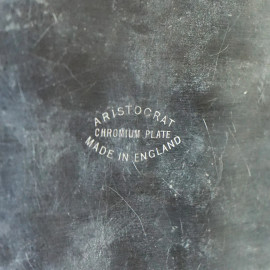 ARISTOCRAT
CHROMIUM PLATE
MADE IN ENGLAND